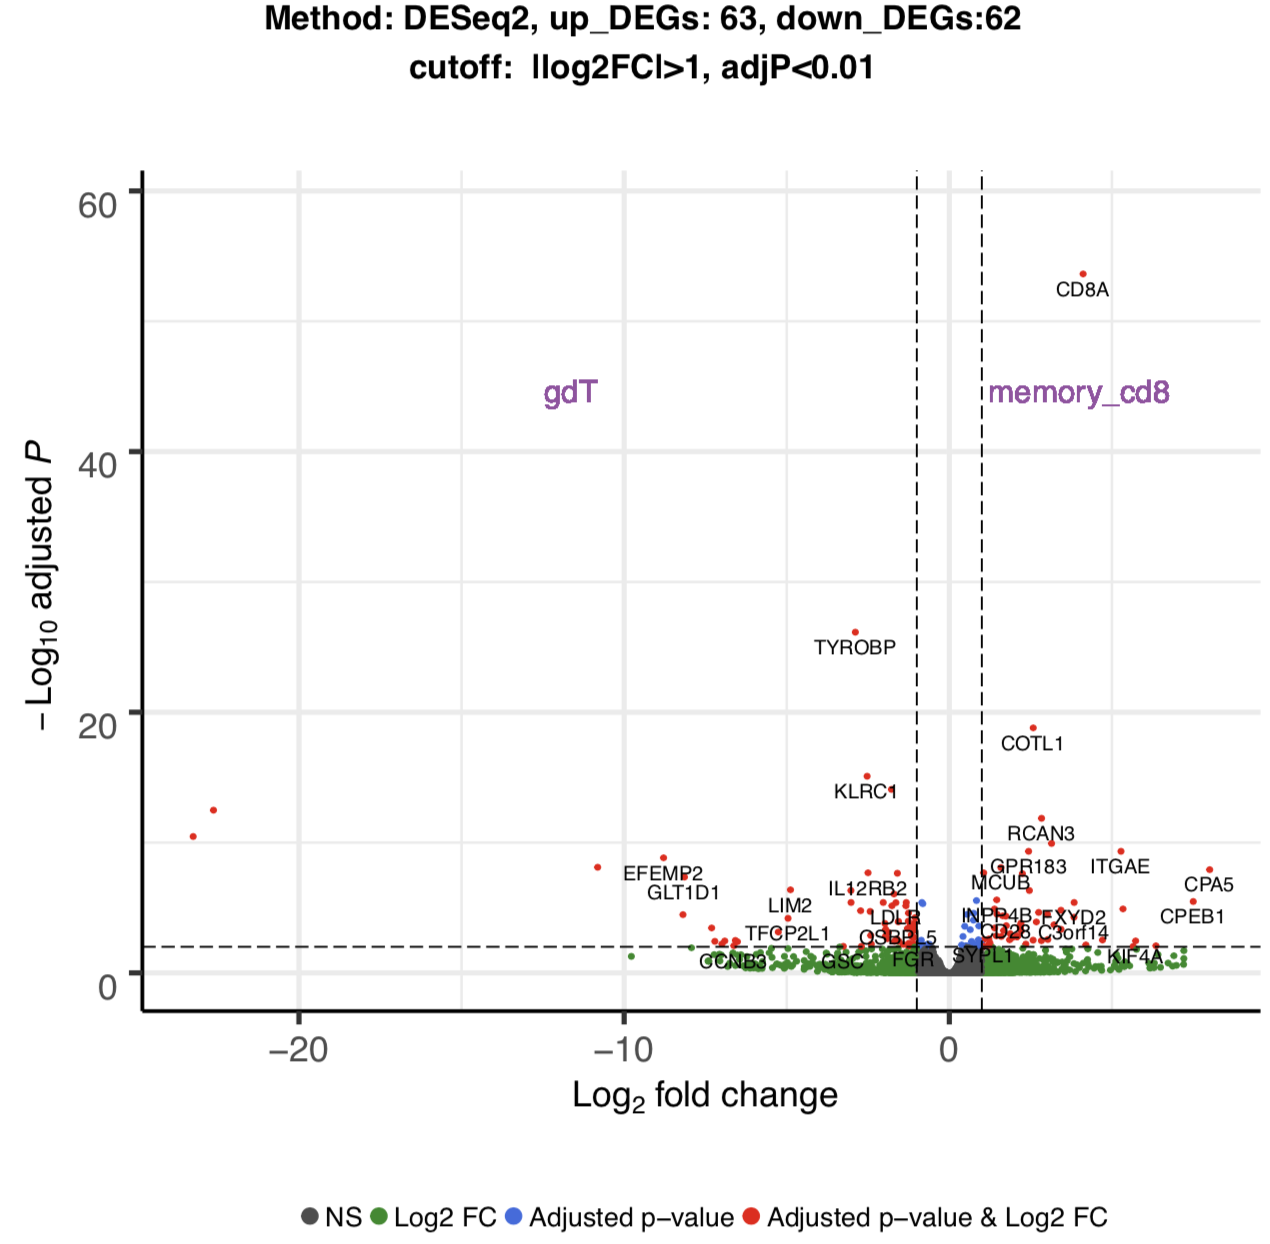 Method: DESeq2, up_DEGs: 63, down_DEGs:62
cutoff: |log2FC|>1, adjP<0.01
60
CD8A
gdT
memory_cd8
40
−Log10 adjusted P
TYROBP
20
COTL1
KLRC1
RCAN3
EFEMP2
GPR183
ITGAE
GLT1D1
IL12RB2
MCUB
CPA5
LIM2
LDLR
INPP4B
FXYD2
CPEB1
TFCP2L1
OSBPL5
CD28
C3orf14
CCNB3
GSC
FGR
SYPL1
KIF4A
0
−20
−10
0
Log2 fold change
NS
Log2 FC
Adjusted p−value
Adjusted p−value & Log2 FC